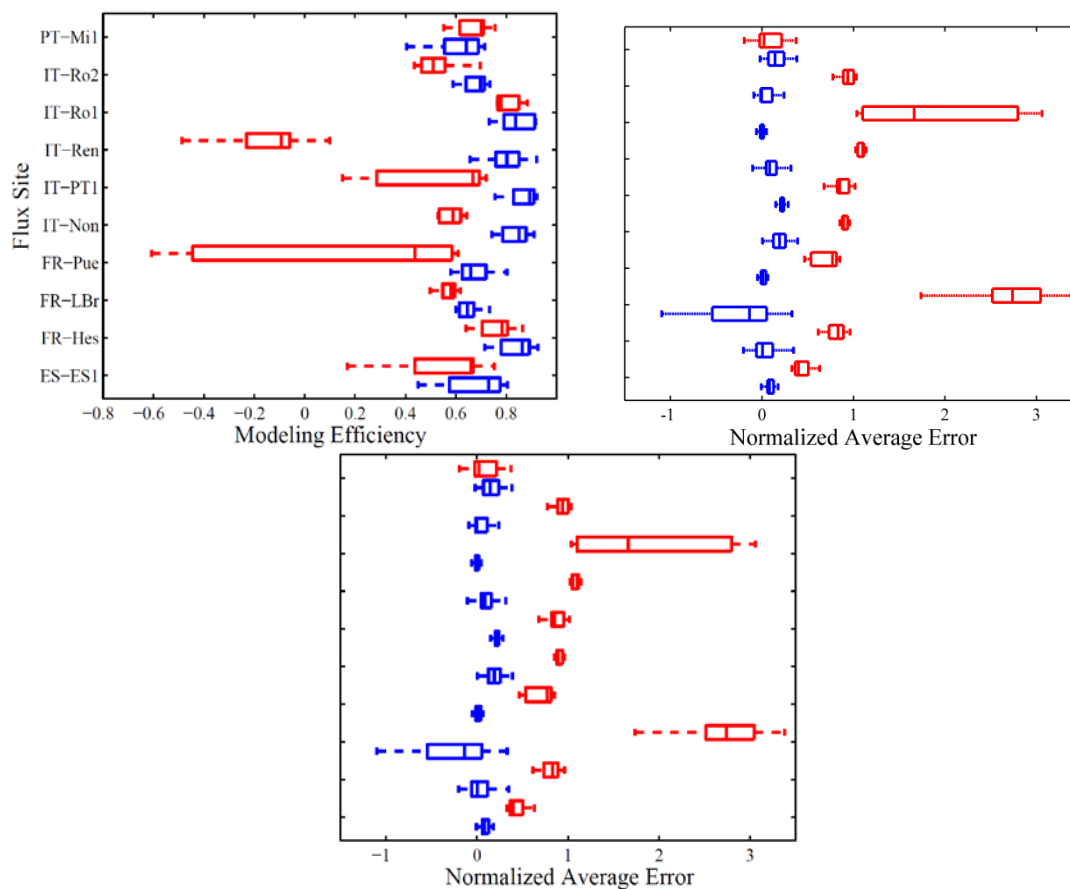 PT−Mi1
IT−Ro2
IT−Ro1
IT−Ren
IT−PT1
IT−Non
FR−Pue
FR−LBr
FR−Hes
ES−ES1
Flux Site
−0.8 −0.6 −0.4 −0.2 0 0.2 0.4 0.6 0.8
Modeling Efficiency
-1 0 1 2 3
Normalized Average Error
−1 0 1 2 3
Normalized Average Error